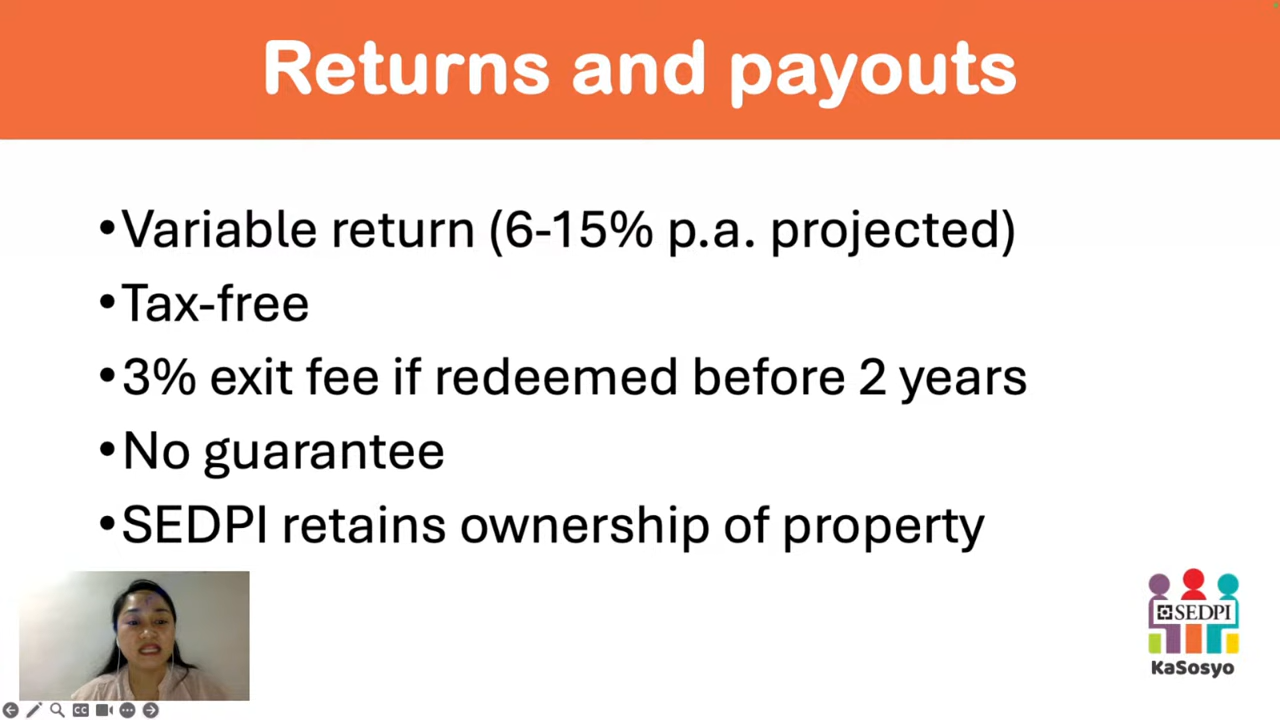 Returns and payouts
•Variable return (6-15% p.a. projected)
•Tax-free
•3% exit fee if redeemed before 2 years
•No guarantee
•SEDPI retains ownership of property
SEDPI
KaSosyo
CC